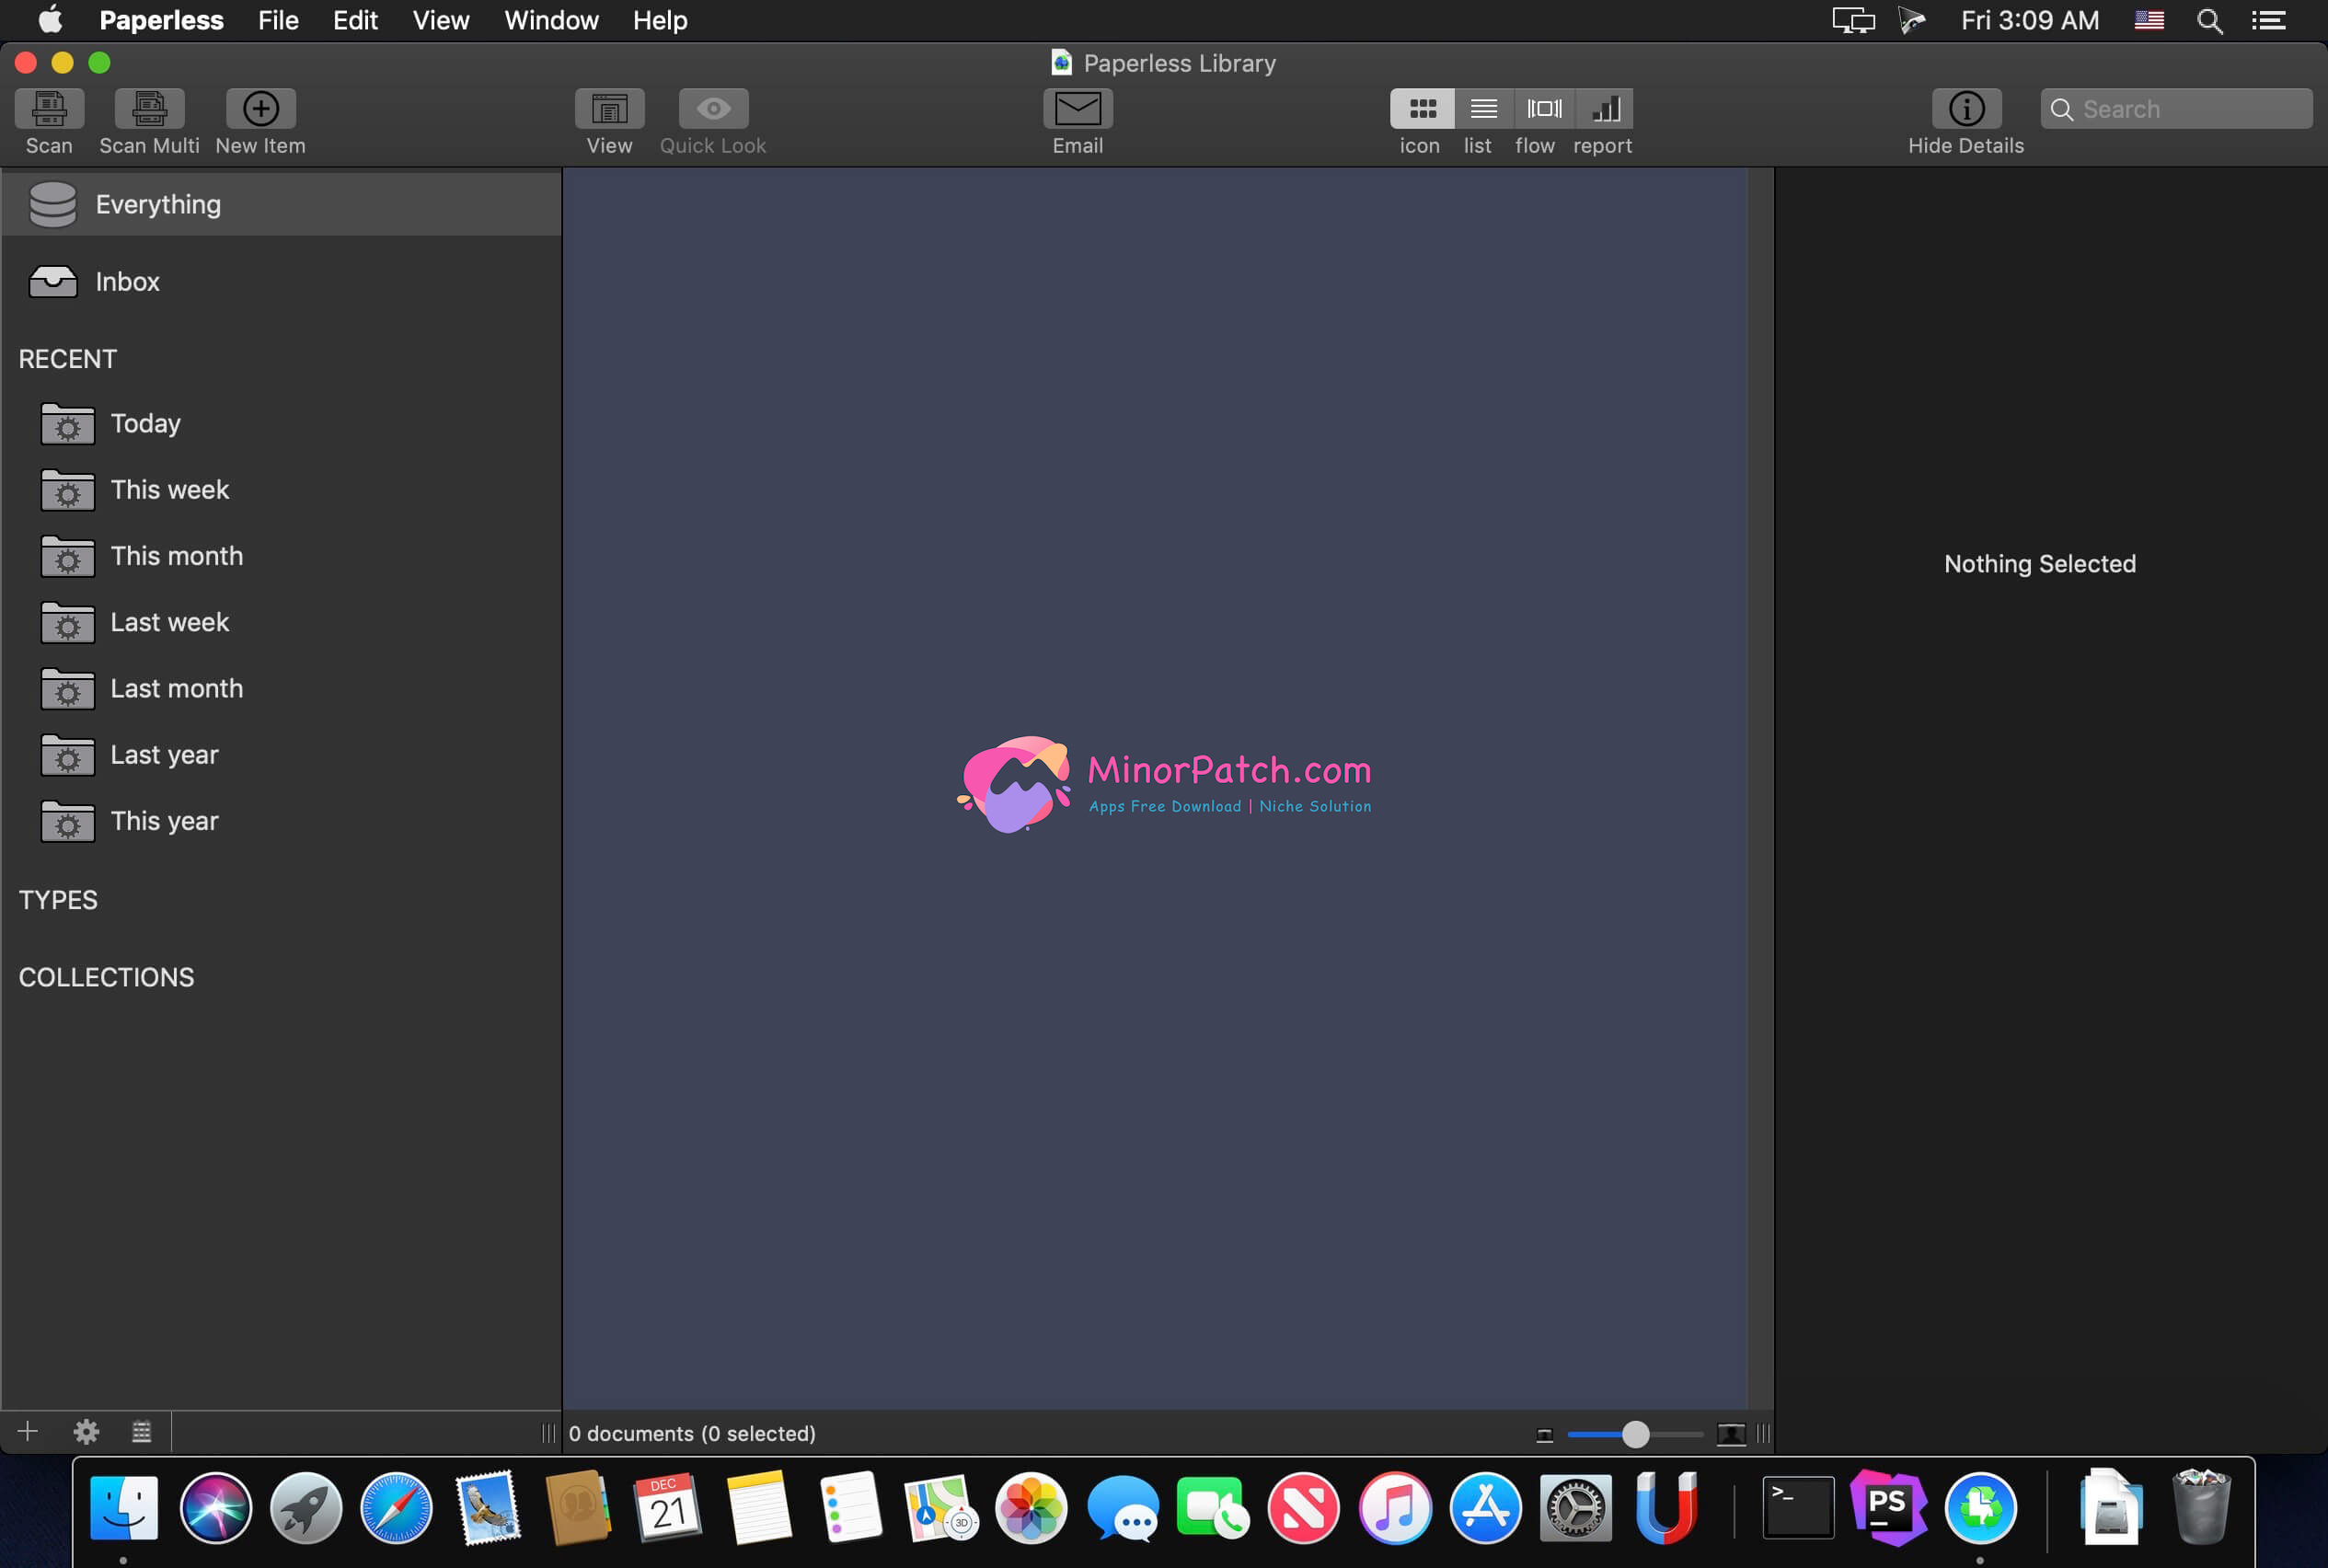 Paperless File Edit View Window Help Fri 3:09 AM
Paperless Library
Search
Scan Scan Multi New Item View Quick Look Email icon list flow report Hide Details
Everything
Inbox
RECENT
Today
This week
This month
Last week
Last month
Last year
This year
TYPES
COLLECTIONS
MinorPatch.com
Apps Free Download | Niche Solution
Nothing Selected
0 documents (0 selected)
DEC
21
3D
>_
PS